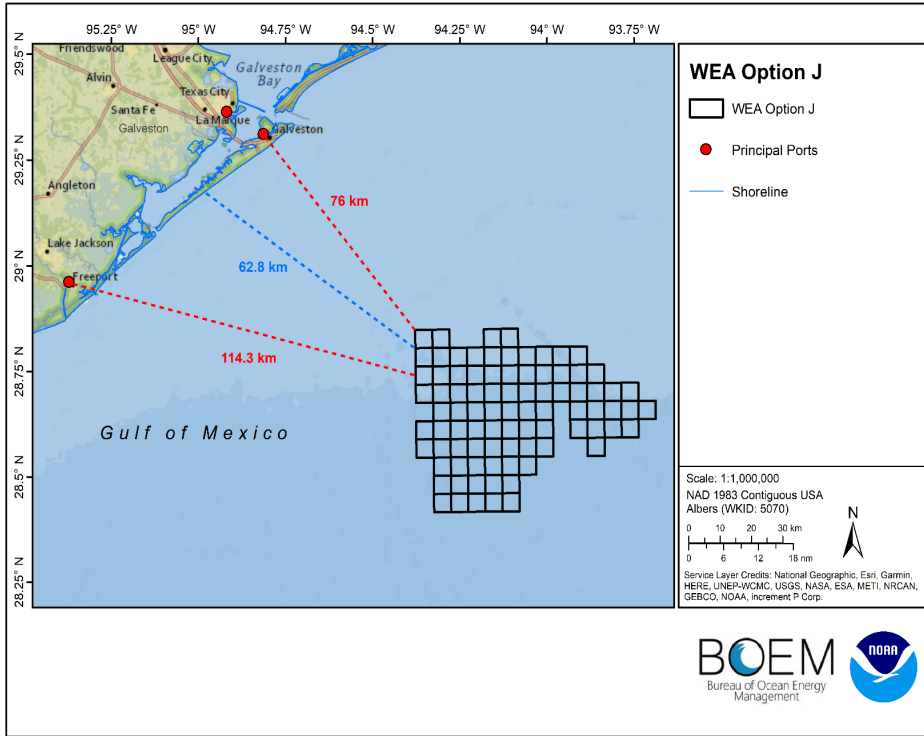 95.25° W
95° W
94.75° W
94.5° W
94.25° W
94° W
93.75° W
29.5° N
29.25° N
29° N
28.75° N
28.5° N
28.25° N
Friendswood
League City
Galveston
Bay
Alvin
Texas City
Santa Fe
La Marque
Galveston
Galveston
Angleton
Lake Jackson
Freeport
76 km
62.8 km
114.3 km
Gulf of Mexico
WEA Option J
WEA Option J
Principal Ports
Shoreline
Scale: 1:1,000,000
NAD 1983 Contiguous USA
Albers (WKID: 5070)
N
0 10 20 30 km
0 6 12 18 nm
Service Layer Credits: National Geographic, Esri, Garmin,
HERE, UNEP-WCMC, USGS, NASA, ESA, METI, NRCAN,
GEBCO, NOAA, increment P Corp.
BOEM
Bureau of Ocean Energy
Management
NOAA